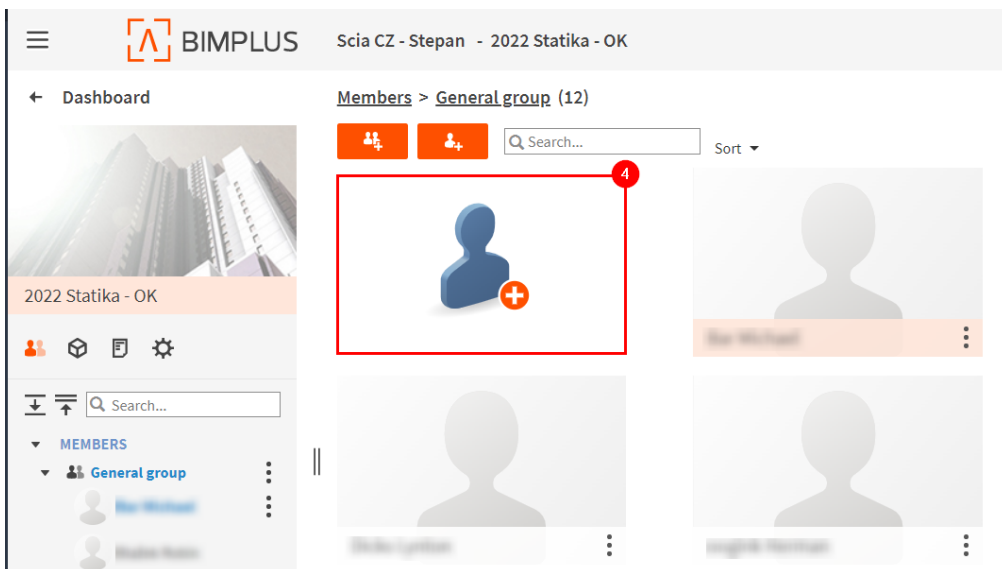 BIMPLUS
Scia CZ - Stepan - 2022 Statika - OK
Dashboard
Members > General group (12)
Search...
Sort
4
2022 Statika - OK
Search...
MEMBERS
General group